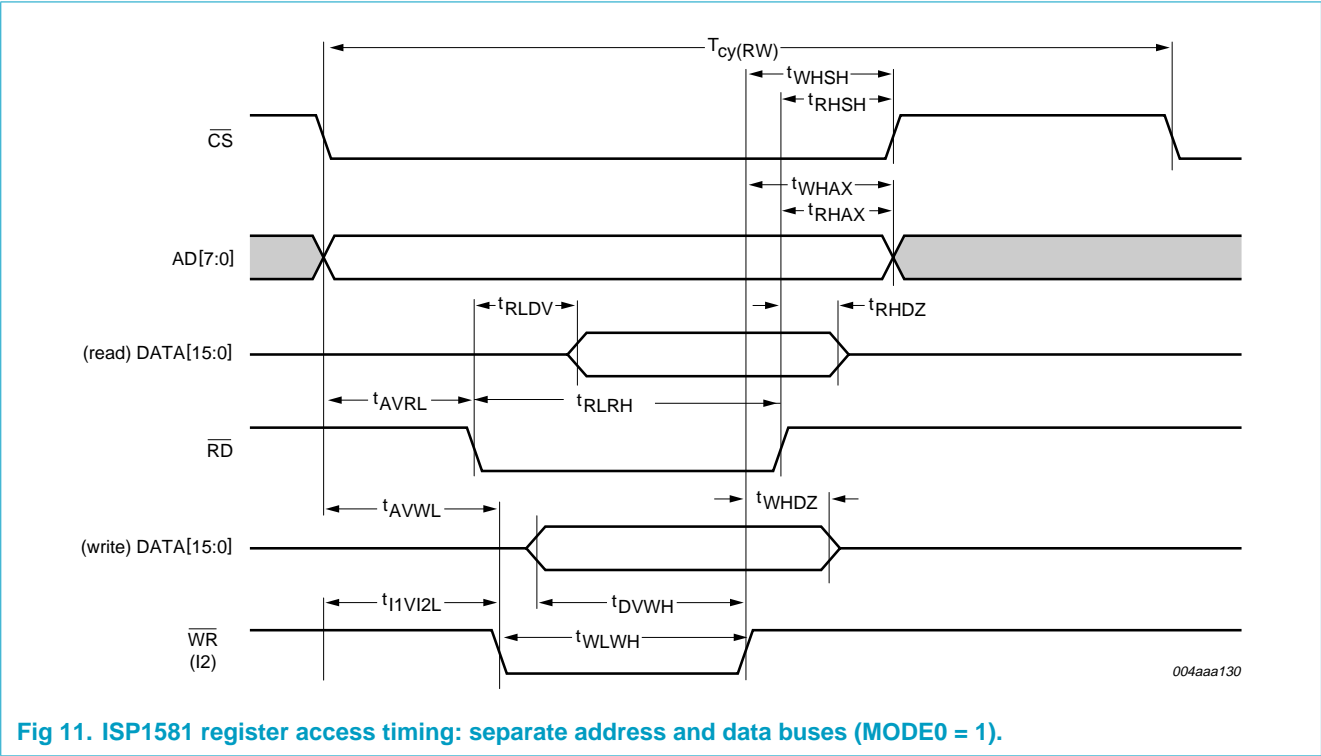 Tcy(RW)
tWHSH
tRHSH
CS
tWHAX
tRHAX
AD[7:0]
tRLDV
tRHDZ
(read) DATA[15:0]
tAVRL
tRLRH
RD
tAVWL
tWHDZ
(write) DATA[15:0]
tI1VI2L
tDVWH
WR
tWLWH
(I2)
004aaa130
Fig 11. ISP1581 register access timing: separate address and data buses (MODE0 = 1).